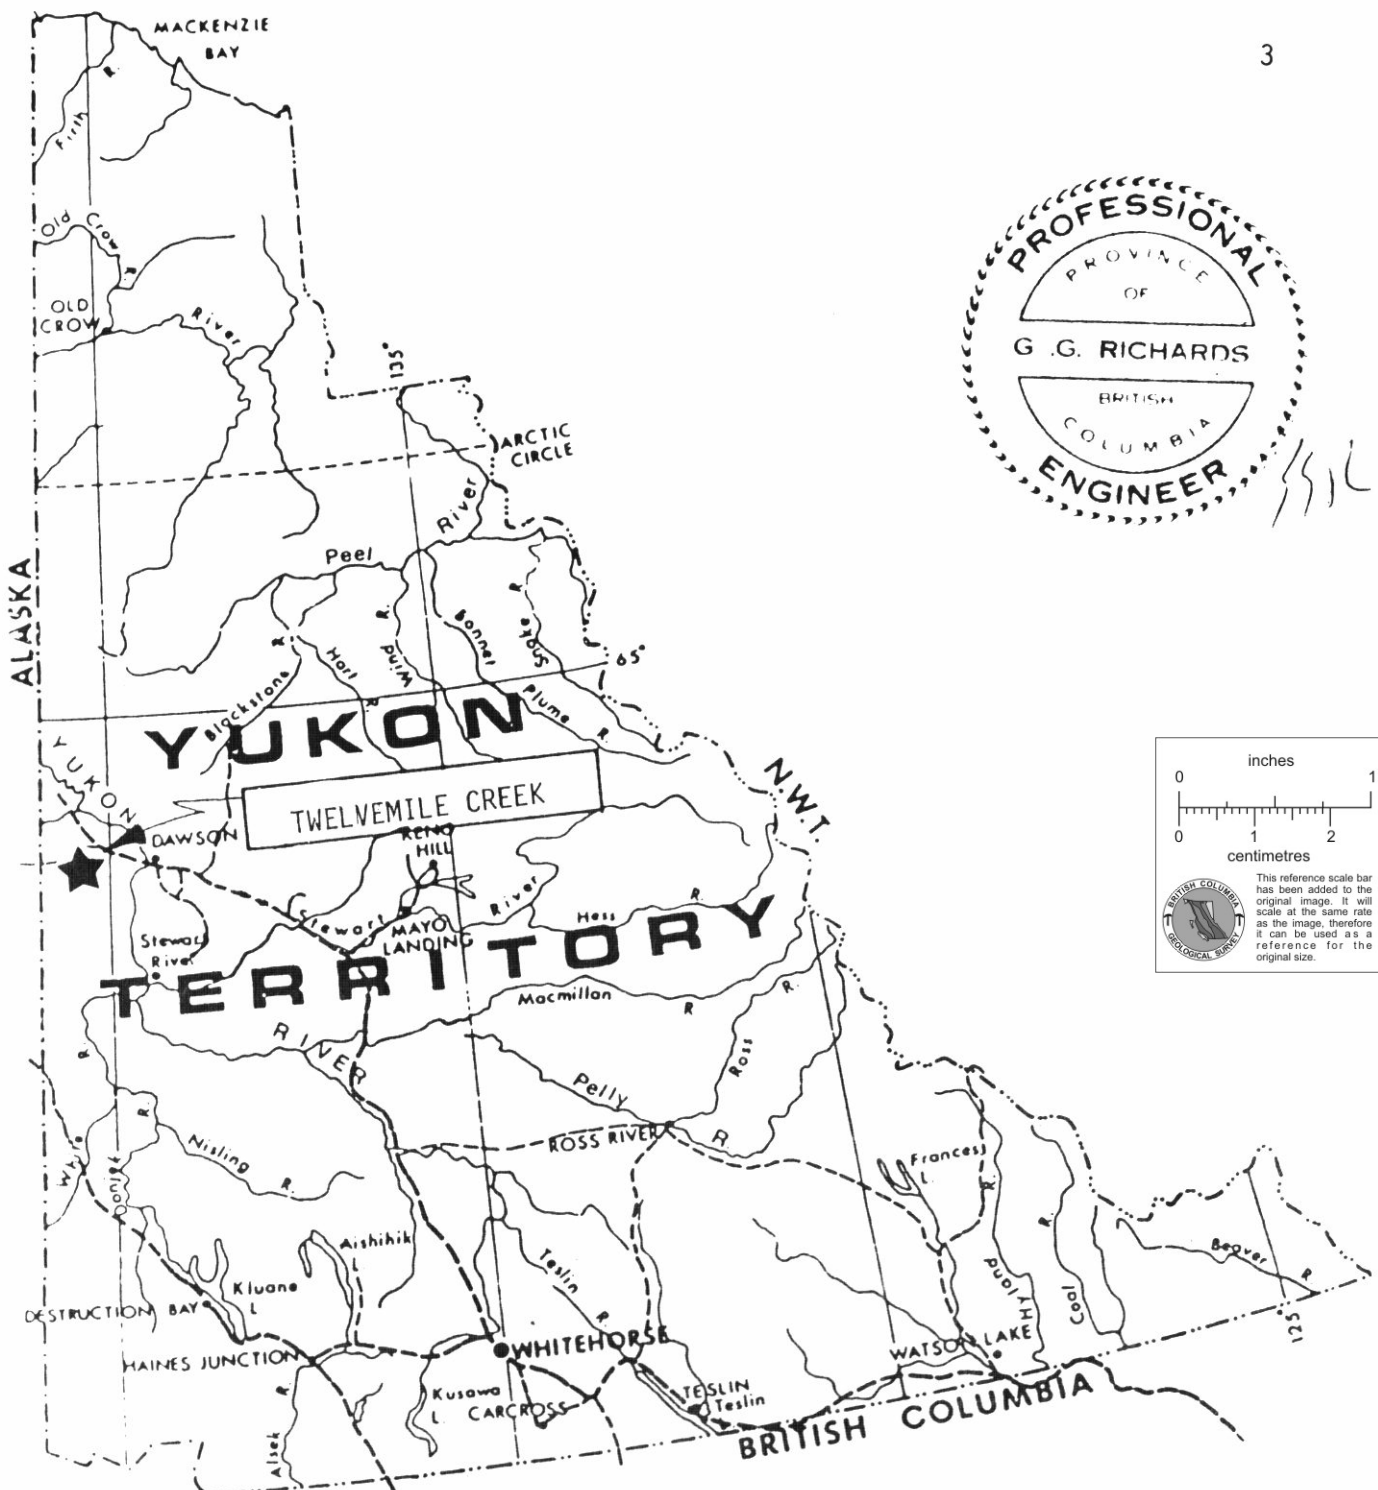 3
MACKENZIE
BAY
Firth
R.
Old Crow R.
OLD
CROW
River
135°
ARCTIC
CIRCLE
PROFESSIONAL
PROVINCE
OF
G.G. RICHARDS
BRITISH
COLUMBIA
ENGINEER
ALASKA
Peel
River
Blackstone R.
Hart R.
Wind R.
Bonnet
Plume R.
Snake R.
65°
YUKON
YUKON
TWELVEMILE CREEK
N.W.T.
DAWSON
KENO
HILL
Stewart
River
MAYO
LANDING
Hess R.
Stewart
River
TERRITORY
Macmillan R.
RIVER
Ross R.
Pelly R.
ROSS RIVER
White R.
Donjek R.
Nisling R.
Francess
L.
Aishihik
L.
Kluane
L
Teslin R.
Hyland R.
Coal R.
Beaver R
125°
DESTRUCTION BAY
HAINES JUNCTION
WHITEHORSE
WATSON LAKE
Kusawa
L
CARCROSS
TESLIN
Teslin
Alsek R.
BRITISH COLUMBIA
inches
0 1
0 1 2
centimetres
BRITISH COLUMBIA
GEOLOGICAL SURVEY
This reference scale bar
has been added to the
original image. It will
scale at the same rate
as the image, therefore
it can be used as a
reference for the
original size.